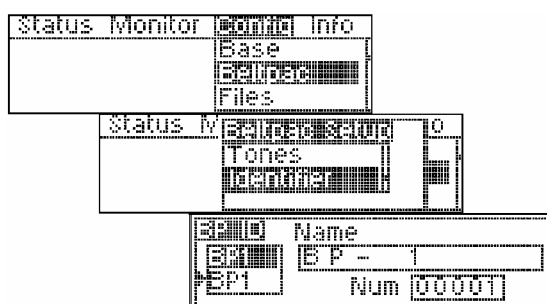 Status Monitor Config Info
Base
Beltpac
Files
Status M Beltpac Setup o
Tones
Identifier
BP ID Name
BP1 BP - 1
BP1 Num 00001